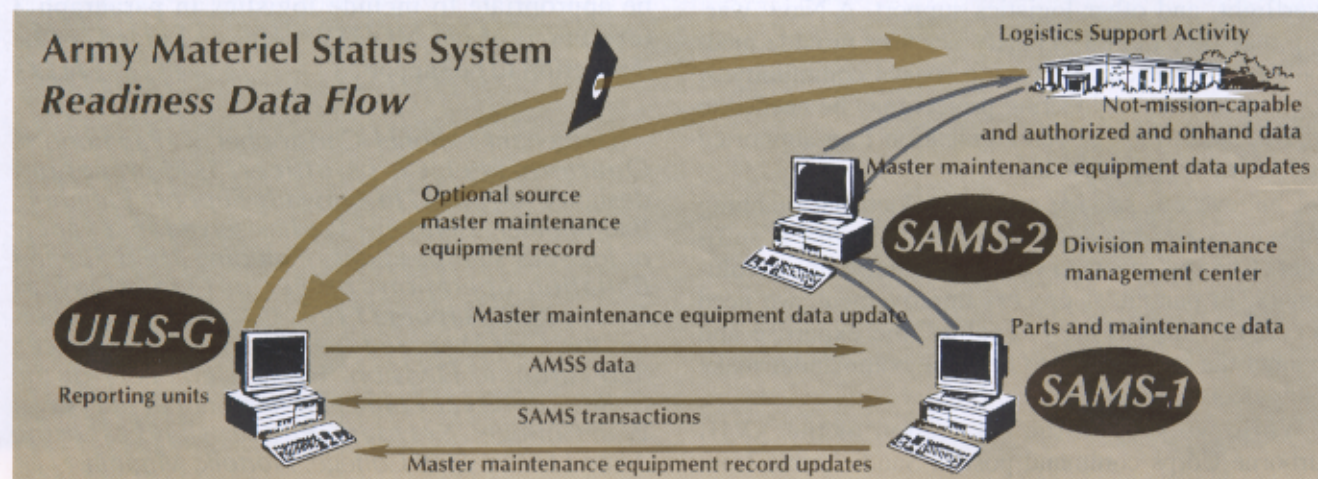 Army Materiel Status System
Readiness Data Flow
Logistics Support Activity
Not-mission-capable
and authorized and onhand data
Master maintenance equipment data updates
Optional source
master maintenance
equipment record
SAMS-2
Division maintenance
management center
ULLS-G
Reporting units
Master maintenance equipment data update
Parts and maintenance data
AMSS data
SAMS-1
SAMS transactions
Master maintenance equipment record updates